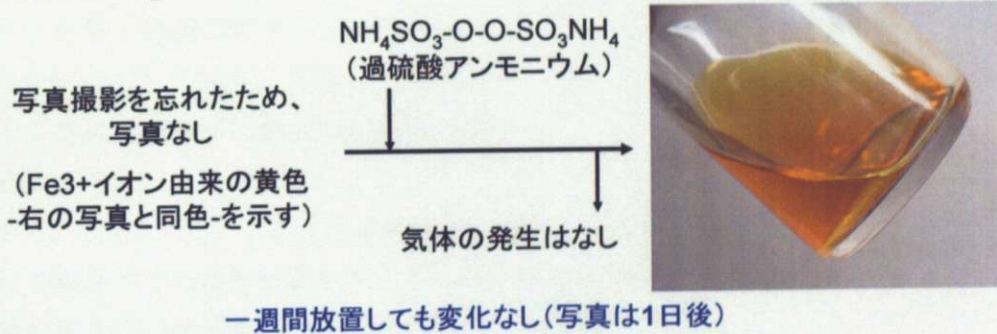 NH₄SO₃-O-O-SO₃NH₄
(過硫酸アンモニウム)
写真撮影を忘れたため、
写真なし
(Fe3+イオン由来の黄色
-右の写真と同色-を示す)
気体の発生はなし
一週間放置しても変化なし(写真は1日後)